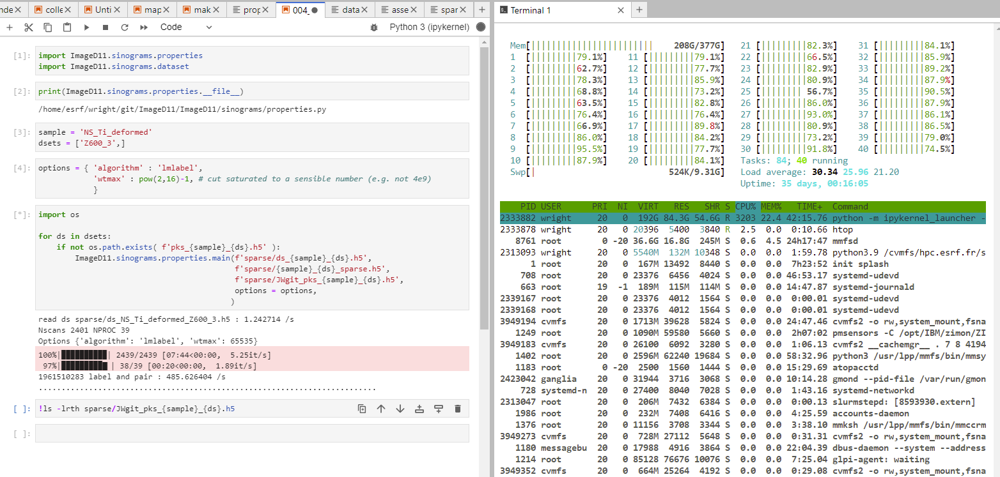 nde× colle× Unti× map× mak× prop× 004_● data× asse× spar× +
Code Python 3 (ipykernel)
[1]: import ImageD11.sinograms.properties
import ImageD11.sinograms.dataset
[2]: print(ImageD11.sinograms.properties.__file__)
/home/esrf/wright/git/ImageD11/ImageD11/sinograms/properties.py
[3]: sample = 'NS_Ti_deformed'
dsets = ['Z600_3',]
[4]: options = { 'algorithm' : 'lmlabel',
'wtmax' : pow(2,16)-1, # cut saturated to a sensible number (e.g. not 4e9)
}
[*]: import os
for ds in dsets:
if not os.path.exists( f'pks_{sample}_{ds}.h5' ):
ImageD11.sinograms.properties.main(f'sparse/ds_{sample}_{ds}.h5',
f'sparse/{sample}_{ds}_sparse.h5',
f'sparse/JWgit_pks_{sample}_{ds}.h5',
options = options,
)
read ds sparse/ds_NS_Ti_deformed_Z600_3.h5 : 1.242714 /s
Nscans 2401 NPROC 39
Options {'algorithm': 'lmlabel', 'wtmax': 65535}
100%|██████████| 2439/2439 [07:44<00:00, 5.25it/s]
97%|██████████| 38/39 [00:20<00:00, 1.89it/s]
1961510283 label and pair : 485.626404 /s
..........................................................................
[ ]: !ls -lrth sparse/JWgit_pks_{sample}_{ds}.h5
[ ]:
Terminal 1 × +
Mem[||||||||||||||||||||||||| 208G/377G] 21 [|||||||||82.3%] 31 [|||||||||84.1%]
1 [|||||||||79.1%] 11 [|||||||||79.1%] 22 [|||||||||66.5%] 32 [|||||||||85.9%]
2 [|||||||||62.7%] 12 [|||||||||77.7%] 23 [|||||||||82.9%] 33 [|||||||||89.2%]
3 [|||||||||78.3%] 13 [|||||||||85.9%] 24 [|||||||||80.9%] 34 [|||||||||87.9%]
4 [|||||||||68.8%] 14 [|||||||||73.2%] 25 [||||||||| 56.7%] 35 [|||||||||90.5%]
5 [|||||||||63.5%] 15 [|||||||||82.8%] 26 [|||||||||86.0%] 36 [|||||||||87.9%]
6 [|||||||||76.4%] 16 [|||||||||76.4%] 27 [|||||||||93.0%] 37 [|||||||||86.1%]
7 [|||||||||66.9%] 17 [|||||||||89.8%] 28 [|||||||||80.9%] 38 [|||||||||86.5%]
8 [|||||||||86.0%] 18 [|||||||||84.2%] 29 [|||||||||73.2%] 39 [|||||||||79.0%]
9 [|||||||||95.5%] 19 [|||||||||77.7%] 30 [|||||||||91.8%] 40 [|||||||||74.5%]
10 [|||||||||87.9%] 20 [|||||||||84.1%] Tasks: 84; 40 running
Swp[| 524K/9.31G] Load average: 30.34 25.96 21.20
Uptime: 35 days, 00:16:05
PID USER PRI NI VIRT RES SHR S CPU% MEM% TIME+ Command
2333882 wright 20 0 192G 84.3G 54.6G R 3203 22.4 42:15.76 python -m ipykernel_launcher -
2333878 wright 20 0 20396 5400 3840 R 2.5 0.0 0:10.66 htop
8761 root 0 -20 36.6G 16.8G 245M S 0.6 4.5 24h17:47 mmfsd
2313093 wright 20 0 5540M 132M 10348 S 0.0 0.0 1:59.78 python3.9 /cvmfs/hpc.esrf.fr/s
1 root 20 0 167M 13492 8440 S 0.0 0.0 7h23:52 init splash
708 root 20 0 23376 6456 4024 S 0.0 0.0 46:53.17 systemd-udevd
663 root 19 -1 189M 115M 114M S 0.0 0.0 14:47.87 systemd-journald
2339167 root 20 0 23376 4012 1564 S 0.0 0.0 0:00.01 systemd-udevd
2339168 root 20 0 23376 4012 1564 S 0.0 0.0 0:00.01 systemd-udevd
3949194 cvmfs 20 0 1713M 39628 5824 S 0.0 0.0 24:47.46 cvmfs2 -o rw,system_mount,fsna
1249 root 20 0 1090M 59580 5660 S 0.0 0.0 2h07:02 pmsensors -C /opt/IBM/zimon/ZI
3949183 cvmfs 20 0 26100 6092 3280 S 0.0 0.0 1:06.13 cvmfs2 __cachemgr__ . 7 8 4194
1402 root 20 0 2596M 62240 19684 S 0.0 0.0 58:32.96 python3 /usr/lpp/mmfs/bin/mmsy
1183 root 0 -20 2500 1560 1444 S 0.0 0.0 15:29.69 atopacctd
2423042 ganglia 20 0 31944 3716 3068 S 0.0 0.0 10:14.28 gmond --pid-file /var/run/gmon
728 systemd-n 20 0 27400 8040 7028 S 0.0 0.0 1:43.16 systemd-networkd
2313047 root 20 0 206M 7432 6384 S 0.0 0.0 0:00.13 slurmstepd: [8593930.extern]
1986 root 20 0 232M 7408 6416 S 0.0 0.0 4:25.59 accounts-daemon
1376 root 20 0 11156 3708 3344 S 0.0 0.0 3:38.10 mmksh /usr/lpp/mmfs/bin/mmccrm
3949273 cvmfs 20 0 728M 27112 5648 S 0.0 0.0 0:31.31 cvmfs2 -o rw,system_mount,fsna
1180 messagebu 20 0 17988 4916 3864 S 0.0 0.0 22:04.39 dbus-daemon --system --address
1214 root 20 0 85128 76676 10076 S 0.0 0.0 7:25.04 glpi-agent: waiting
3949352 cvmfs 20 0 664M 25264 4192 S 0.0 0.0 0:29.08 cvmfs2 -o rw,system_mount,fsna